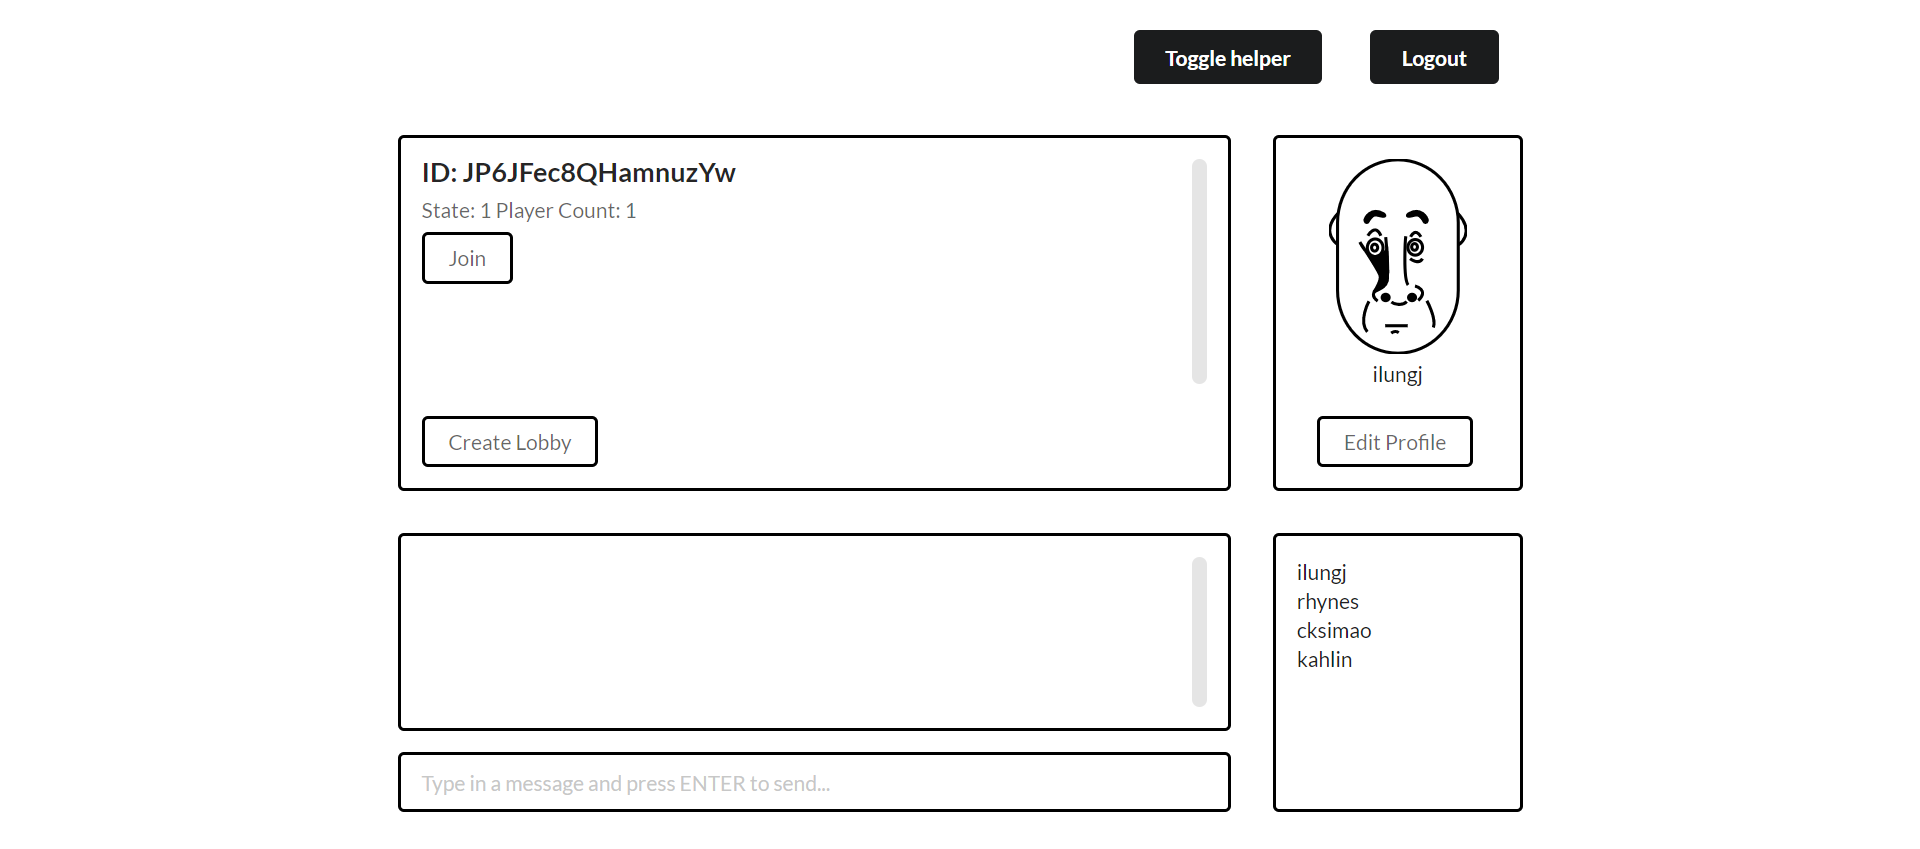 Toggle helper
Logout
ID: JP6JFec8QHamnuzYw
State: 1 Player Count: 1
Join
Create Lobby
ilungj
Edit Profile
Type in a message and press ENTER to send...
ilungj
rhynes
cksimao
kahlin